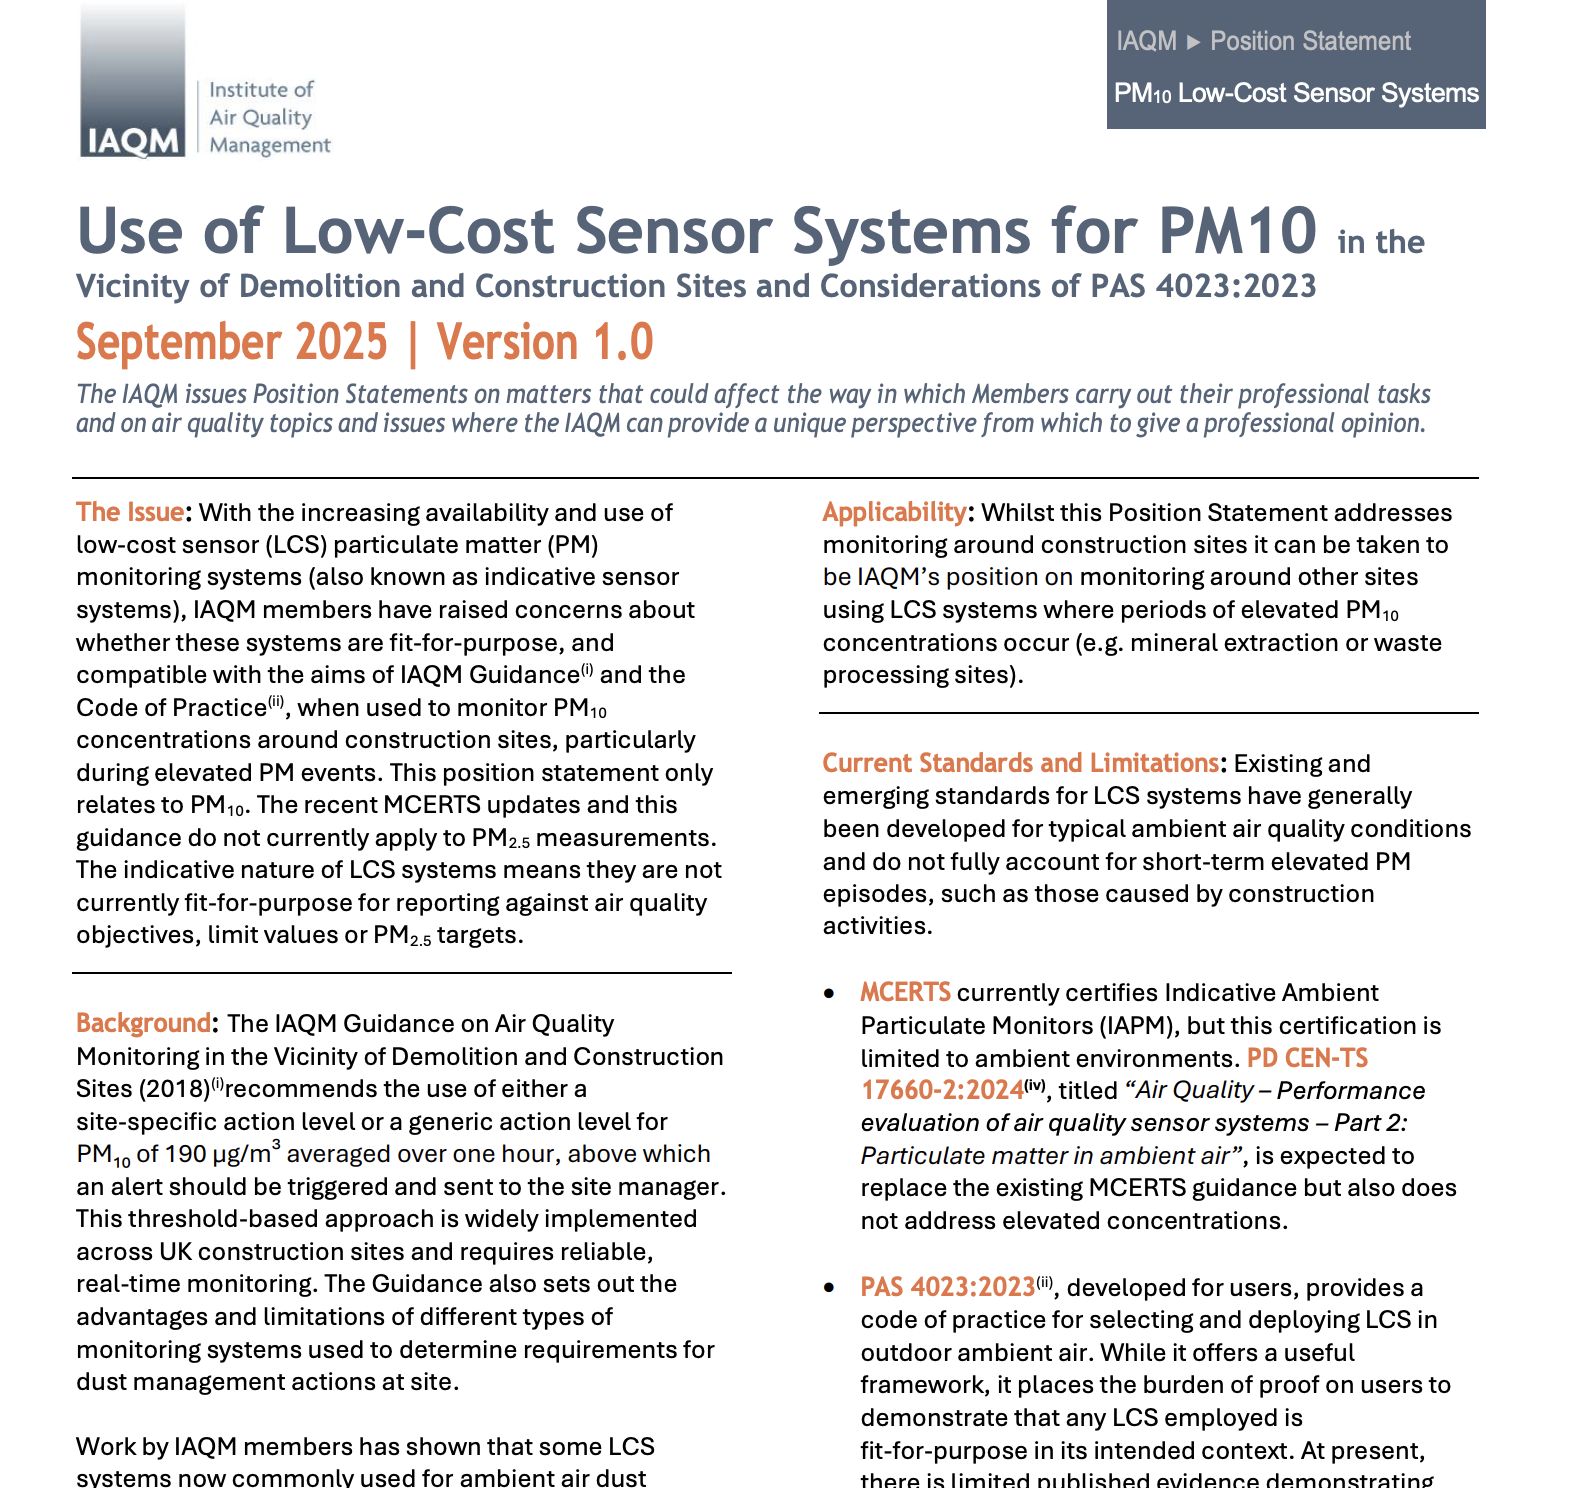 IAQM
Institute of
Air Quality
Management
IAQM ▶ Position Statement
PM₁₀ Low-Cost Sensor Systems
Use of Low-Cost Sensor Systems for PM10 in the
Vicinity of Demolition and Construction Sites and Considerations of PAS 4023:2023
September 2025 | Version 1.0
The IAQM issues Position Statements on matters that could affect the way in which Members carry out their professional tasks
and on air quality topics and issues where the IAQM can provide a unique perspective from which to give a professional opinion.
The Issue: With the increasing availability and use of
low-cost sensor (LCS) particulate matter (PM)
monitoring systems (also known as indicative sensor
systems), IAQM members have raised concerns about
whether these systems are fit-for-purpose, and
compatible with the aims of IAQM Guidance⁽ⁱ⁾ and the
Code of Practice⁽ⁱⁱ⁾, when used to monitor PM₁₀
concentrations around construction sites, particularly
during elevated PM events. This position statement only
relates to PM₁₀. The recent MCERTS updates and this
guidance do not currently apply to PM₂.₅ measurements.
The indicative nature of LCS systems means they are not
currently fit-for-purpose for reporting against air quality
objectives, limit values or PM₂.₅ targets.
Background: The IAQM Guidance on Air Quality
Monitoring in the Vicinity of Demolition and Construction
Sites (2018)⁽ⁱ⁾recommends the use of either a
site-specific action level or a generic action level for
PM₁₀ of 190 µg/m³ averaged over one hour, above which
an alert should be triggered and sent to the site manager.
This threshold-based approach is widely implemented
across UK construction sites and requires reliable,
real-time monitoring. The Guidance also sets out the
advantages and limitations of different types of
monitoring systems used to determine requirements for
dust management actions at site.
Work by IAQM members has shown that some LCS
systems now commonly used for ambient air dust
Applicability: Whilst this Position Statement addresses
monitoring around construction sites it can be taken to
be IAQM’s position on monitoring around other sites
using LCS systems where periods of elevated PM₁₀
concentrations occur (e.g. mineral extraction or waste
processing sites).
Current Standards and Limitations: Existing and
emerging standards for LCS systems have generally
been developed for typical ambient air quality conditions
and do not fully account for short-term elevated PM
episodes, such as those caused by construction
activities.
• MCERTS currently certifies Indicative Ambient
Particulate Monitors (IAPM), but this certification is
limited to ambient environments. PD CEN-TS
17660-2:2024⁽ⁱᵛ⁾, titled “Air Quality – Performance
evaluation of air quality sensor systems – Part 2:
Particulate matter in ambient air”, is expected to
replace the existing MCERTS guidance but also does
not address elevated concentrations.
• PAS 4023:2023⁽ⁱⁱ⁾, developed for users, provides a
code of practice for selecting and deploying LCS in
outdoor ambient air. While it offers a useful
framework, it places the burden of proof on users to
demonstrate that any LCS employed is
fit-for-purpose in its intended context. At present,
there is limited published evidence demonstrating